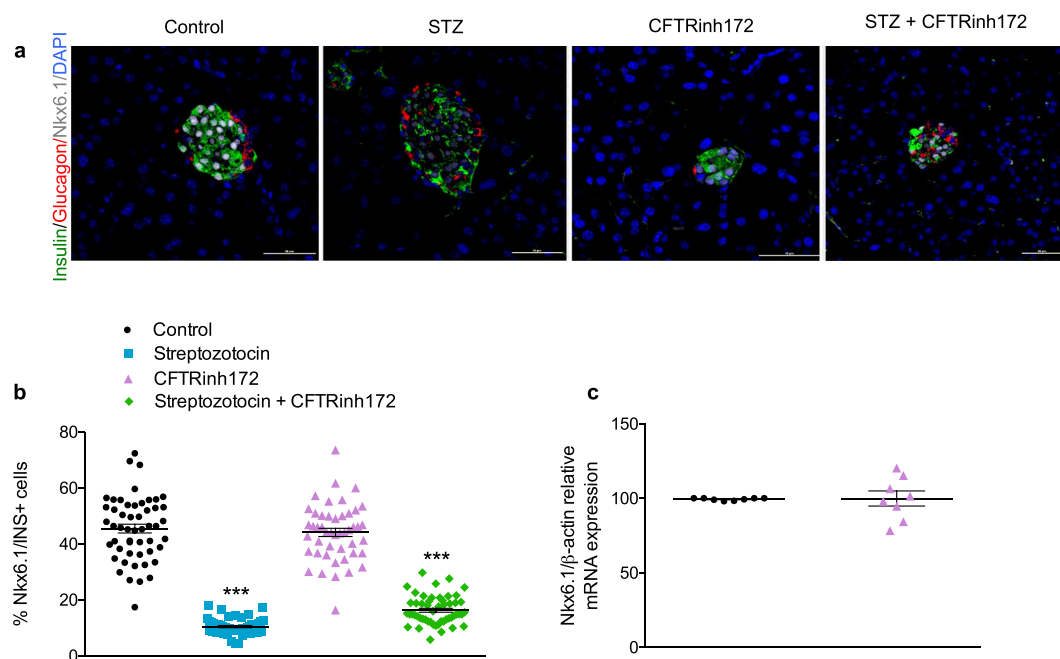 Control
STZ
CFTRinh172
STZ + CFTRinh172
a
Insulin/Glucagon/Nkx6.1/DAPI
Control
Streptozotocin
CFTRinh172
Streptozotocin + CFTRinh172
b
% Nkx6.1/INS+ cells
80
60
40
20
0
***
***
c
Nkx6.1/β-actin relative
mRNA expression
150
100
50
0